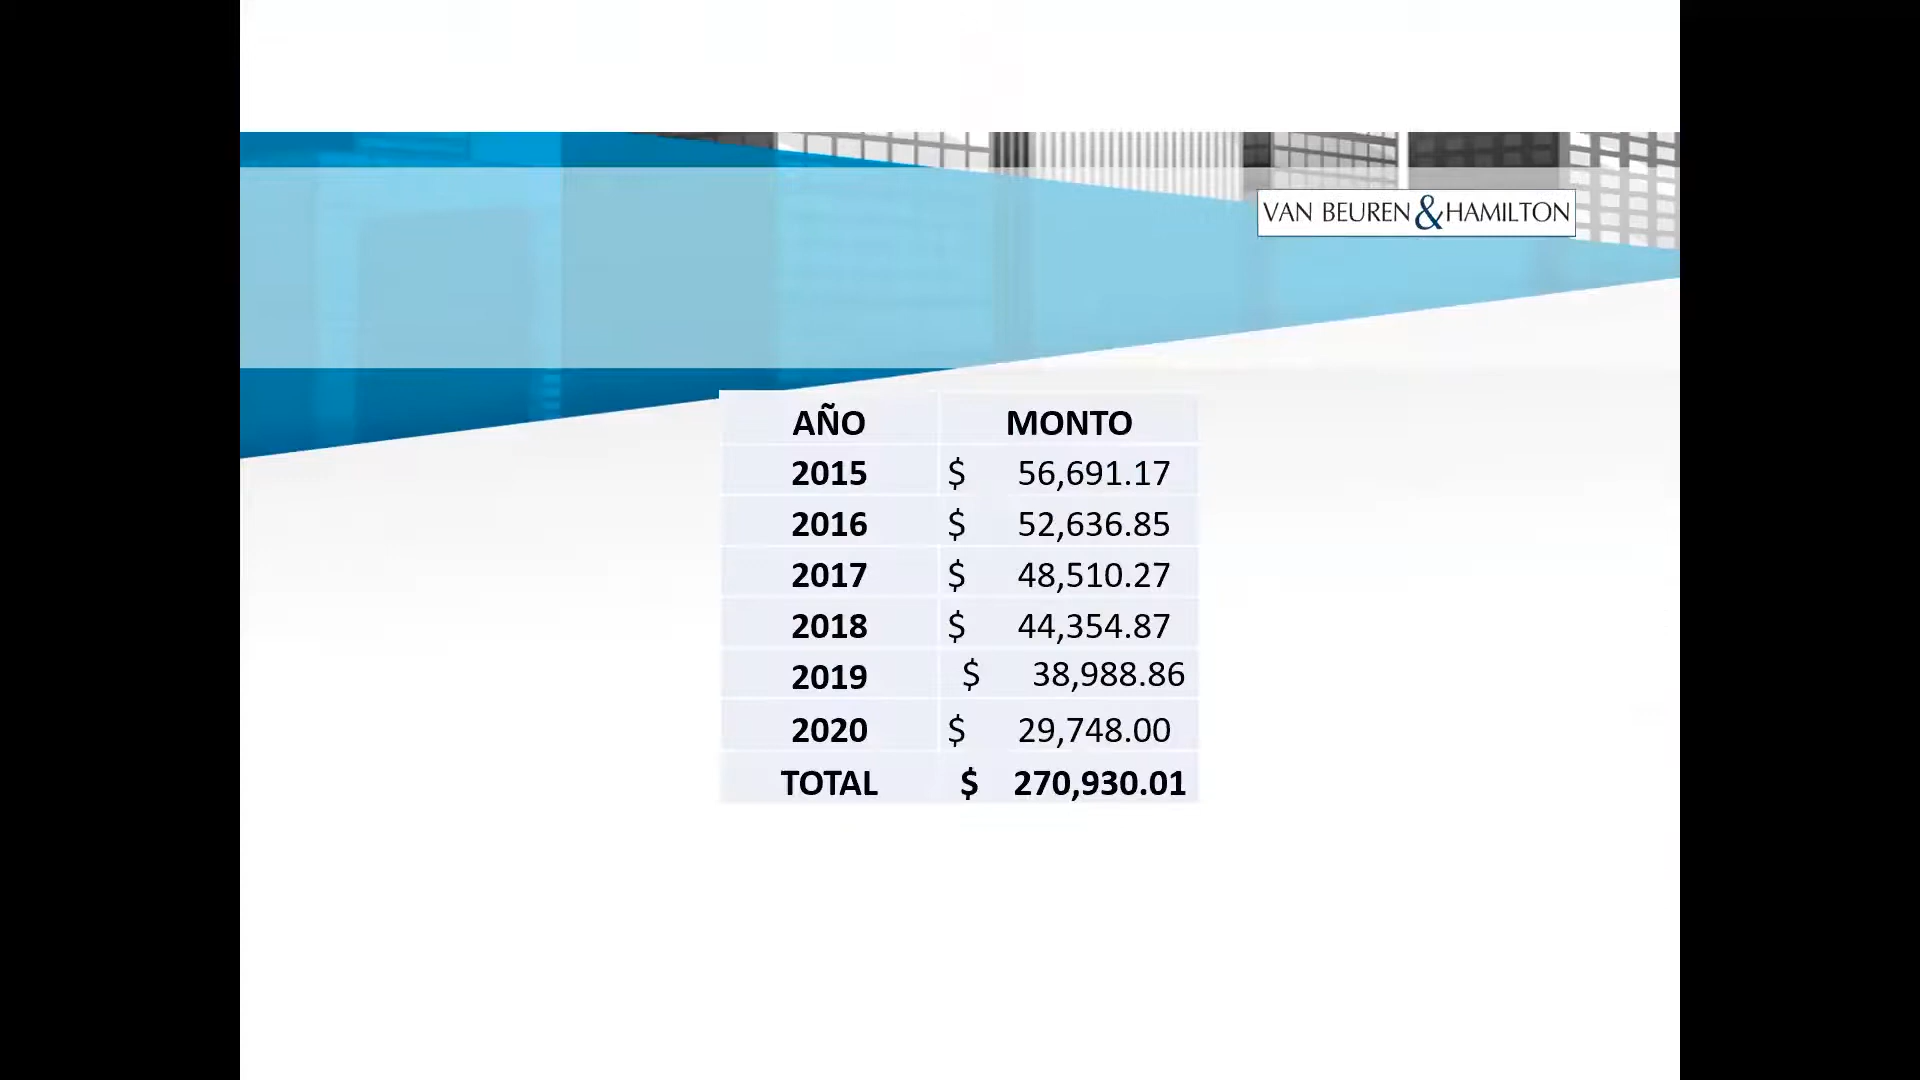 VAN BEUREN & HAMILTON
AÑO MONTO
2015 $ 56,691.17
2016 $ 52,636.85
2017 $ 48,510.27
2018 $ 44,354.87
2019 $ 38,988.86
2020 $ 29,748.00
TOTAL $ 270,930.01